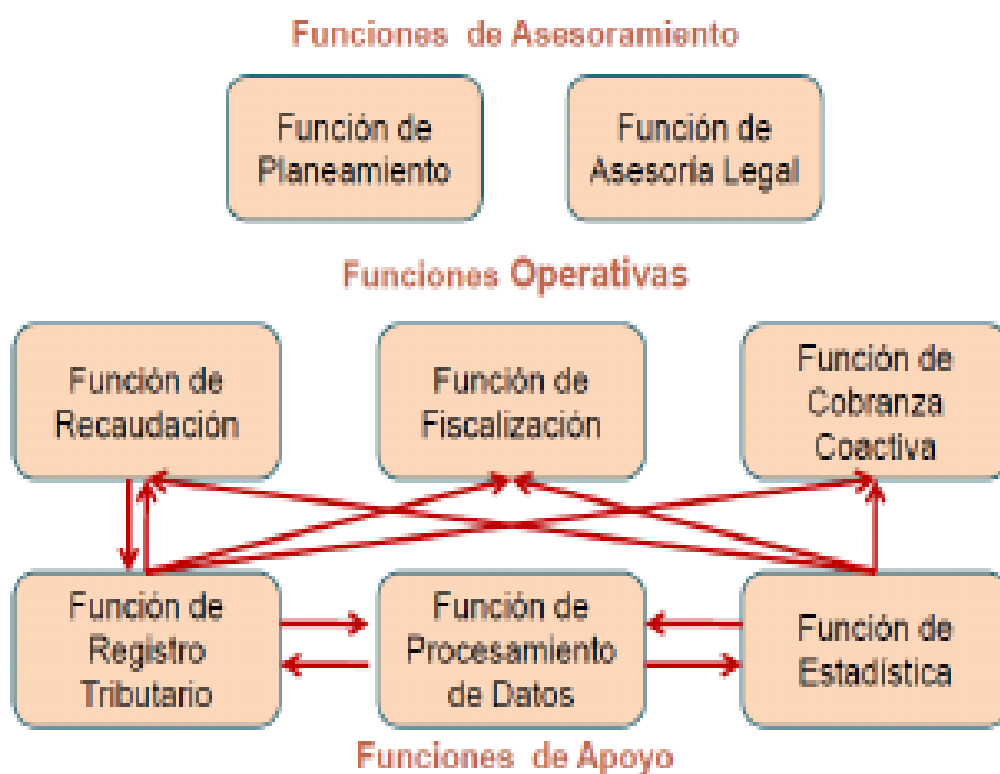 Funciones de Asesoramiento
Función de
Planeamiento
Función de
Asesoría Legal
Funciones Operativas
Función de
Recaudación
Función de
Fiscalización
Función de
Cobranza
Coactiva
Función de
Registro
Tributario
Función de
Procesamiento
de Datos
Función de
Estadística
Funciones de Apoyo